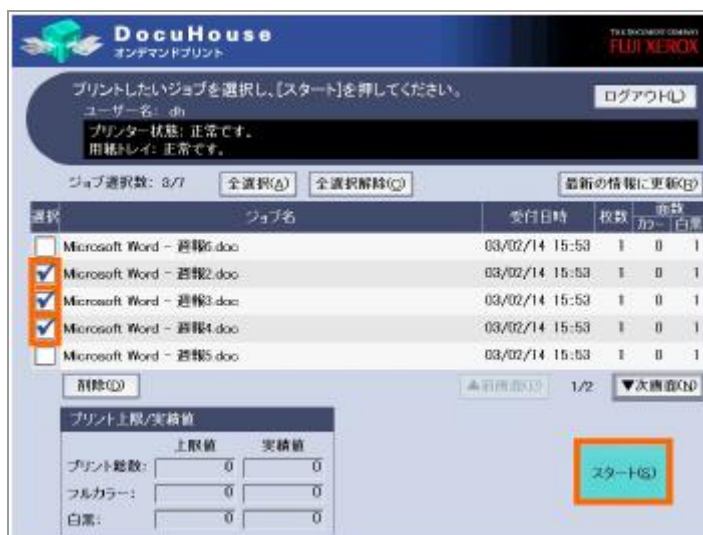 DocuHouse
オンデマンドプリント
THE DOCUMENT COMPANY
FUJI XEROX
プリントしたいジョブを選択し、[スタート]を押してください。
ログアウト(L)
ユーザー名: dh
プリンター状態: 正常です。
用紙トレイ: 正常です。
ジョブ選択数: 3/7 全選択(A) 全選択解除(C) 最新の情報に更新(R)
選択 ジョブ名 受付日時 枚数 面数
カラー 白黒
Microsoft Word - 週報6.doc 03/02/14 15:53 1 0 1
Microsoft Word - 週報2.doc 03/02/14 15:53 1 0 1
Microsoft Word - 週報3.doc 03/02/14 15:53 1 0 1
Microsoft Word - 週報4.doc 03/02/14 15:53 1 0 1
Microsoft Word - 週報5.doc 03/02/14 15:53 1 0 1
削除(D) ▲前画面 1/2 ▼次画面(N)
プリント上限/実績値
上限値 実績値
プリント総数: 0 0
フルカラー: 0 0
白黒: 0 0
スタート(S)